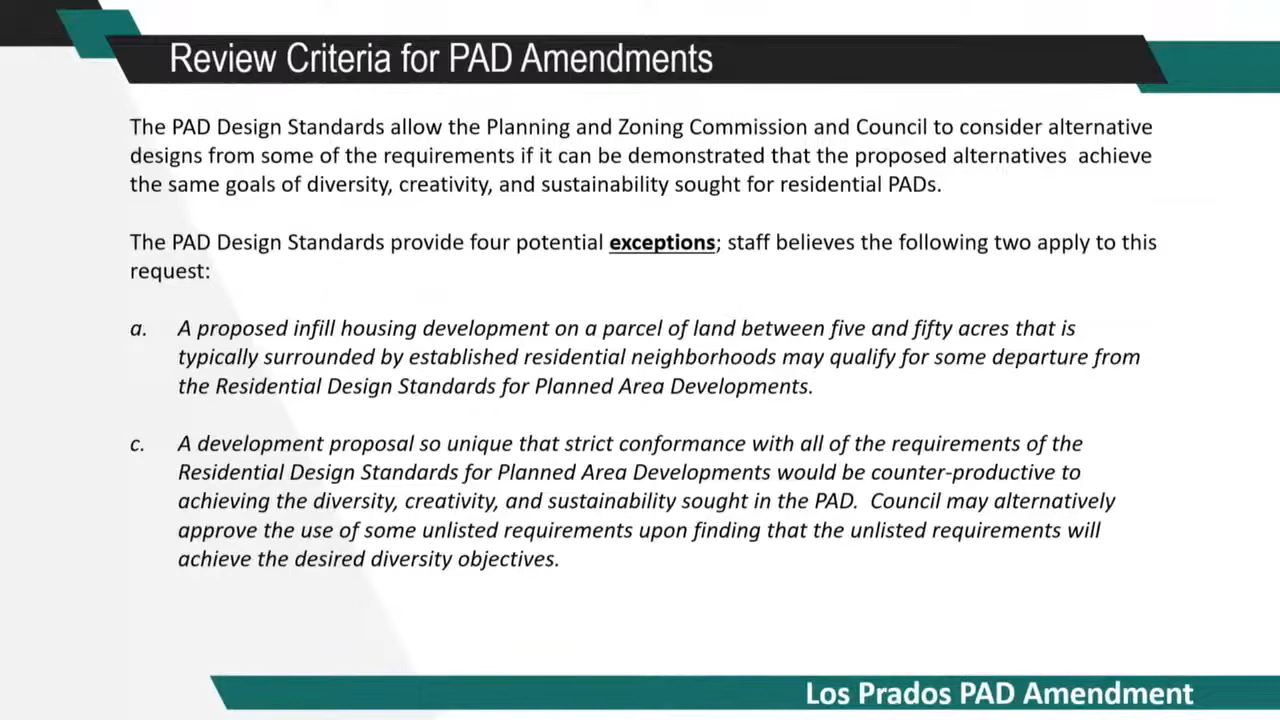 Review Criteria for PAD Amendments
The PAD Design Standards allow the Planning and Zoning Commission and Council to consider alternative
designs from some of the requirements if it can be demonstrated that the proposed alternatives  achieve
the same goals of diversity, creativity, and sustainability sought for residential PADs.
The PAD Design Standards provide four potential exceptions; staff believes the following two apply to this
request:
a. A proposed infill housing development on a parcel of land between five and fifty acres that is
typically surrounded by established residential neighborhoods may qualify for some departure from
the Residential Design Standards for Planned Area Developments.
c. A development proposal so unique that strict conformance with all of the requirements of the
Residential Design Standards for Planned Area Developments would be counter-productive to
achieving the diversity, creativity, and sustainability sought in the PAD.  Council may alternatively
approve the use of some unlisted requirements upon finding that the unlisted requirements will
achieve the desired diversity objectives.
Los Prados PAD Amendment